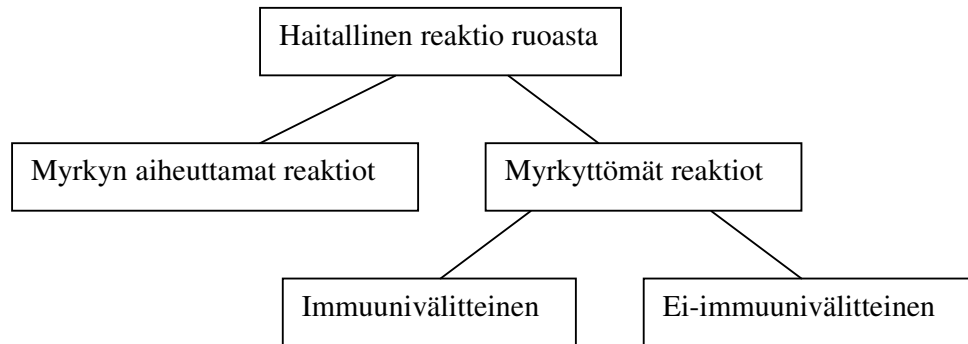 Haitallinen reaktio ruoasta
Myrkyn aiheuttamat reaktiot
Myrkyttömät reaktiot
Immuunivälitteinen
Ei-immuunivälitteinen